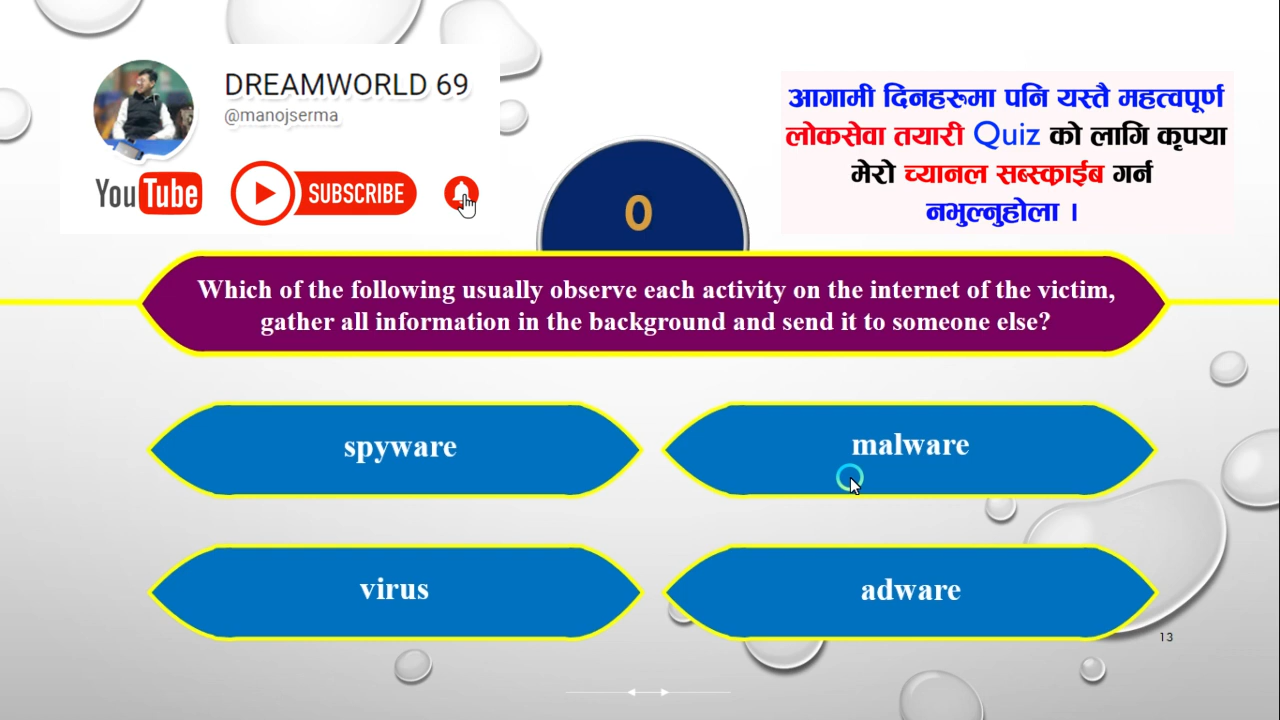 DREAMWORLD 69
@manojserma
YouTube
SUBSCRIBE
आगामी दिनहरुमा पनि यस्तै महत्वपूर्ण
लोकसेवा तयारी Quiz को लागि कृपया
मेरो च्यानल सब्स्क्राईब गर्न
नभुल्नुहोला ।
0
Which of the following usually observe each activity on the internet of the victim,
gather all information in the background and send it to someone else?
spyware
malware
virus
adware
13